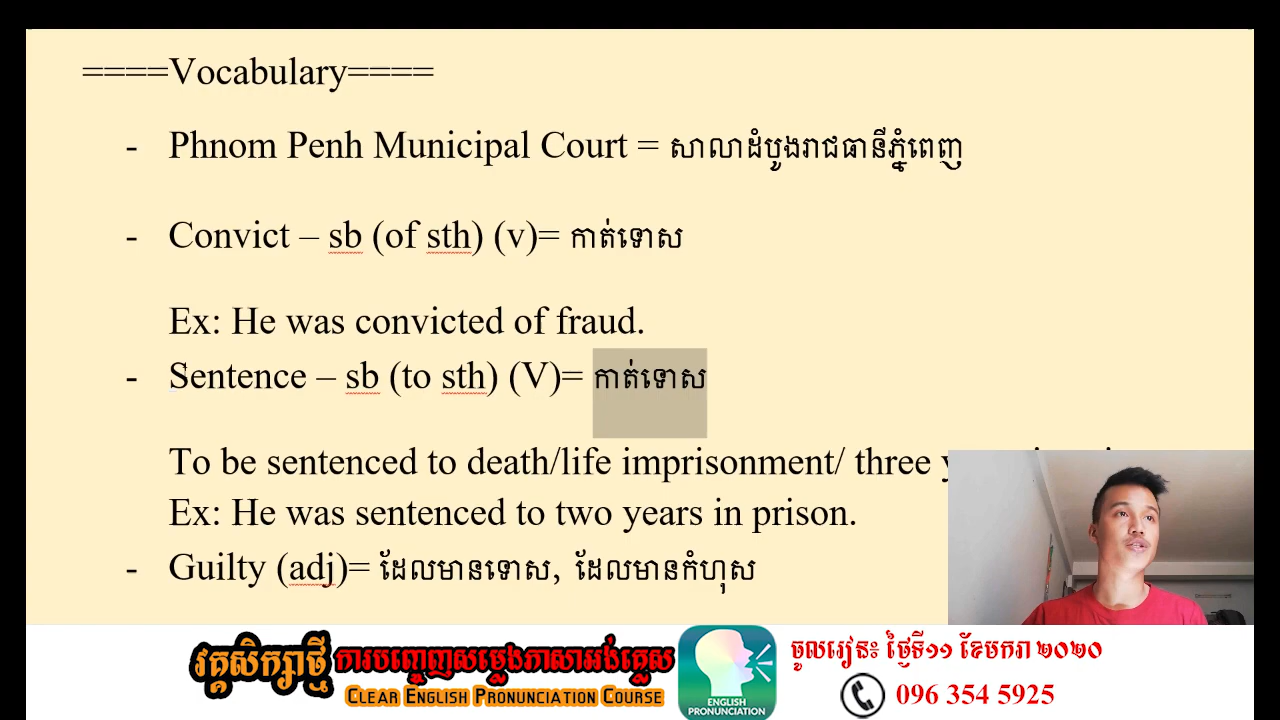 ====Vocabulary====
- Phnom Penh Municipal Court = សាលាដំបូងរាជធានីភ្នំពេញ
- Convict – sb (of sth) (v)= កាត់ទោស
Ex: He was convicted of fraud.
- Sentence – sb (to sth) (V)= កាត់ទោស
To be sentenced to death/life imprisonment/ three
Ex: He was sentenced to two years in prison.
- Guilty (adj)= ដែលមានទោស, ដែលមានកំហុស
វគ្គសិក្សាថ្មី ការបញ្ចេញសម្លេងភាសាអង់គ្លេស
CLEAR ENGLISH PRONUNCIATION COURSE
ENGLISH
PRONUNCIATION
ចូលរៀន៖ ថ្ងៃទី១១ ខែមករា ២០២០
096 354 5925